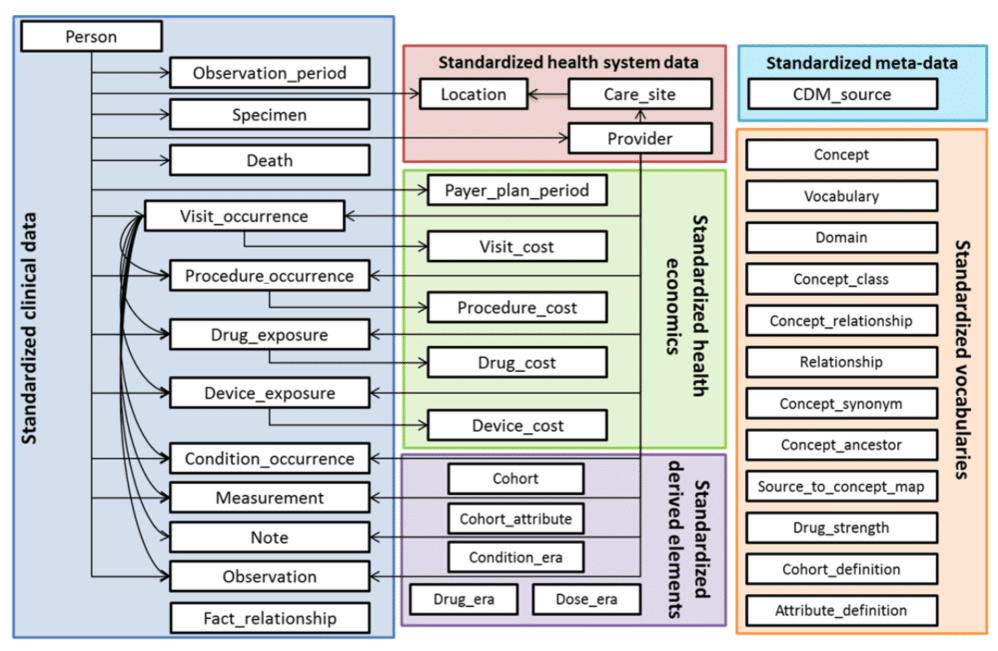 Person
Observation_period
Specimen
Death
Visit_occurrence
Procedure_occurrence
Drug_exposure
Device_exposure
Condition_occurrence
Measurement
Note
Observation
Fact_relationship
Standardized clinical data
Standardized health system data
Location
Care_site
Provider
Payer_plan_period
Visit_cost
Procedure_cost
Drug_cost
Device_cost
Standardized health
economics
Cohort
Cohort_attribute
Condition_era
Drug_era
Dose_era
Standardized
derived elements
Standardized meta-data
CDM_source
Concept
Vocabulary
Domain
Concept_class
Concept_relationship
Relationship
Concept_synonym
Concept_ancestor
Source_to_concept_map
Drug_strength
Cohort_definition
Attribute_definition
Standardized vocabularies